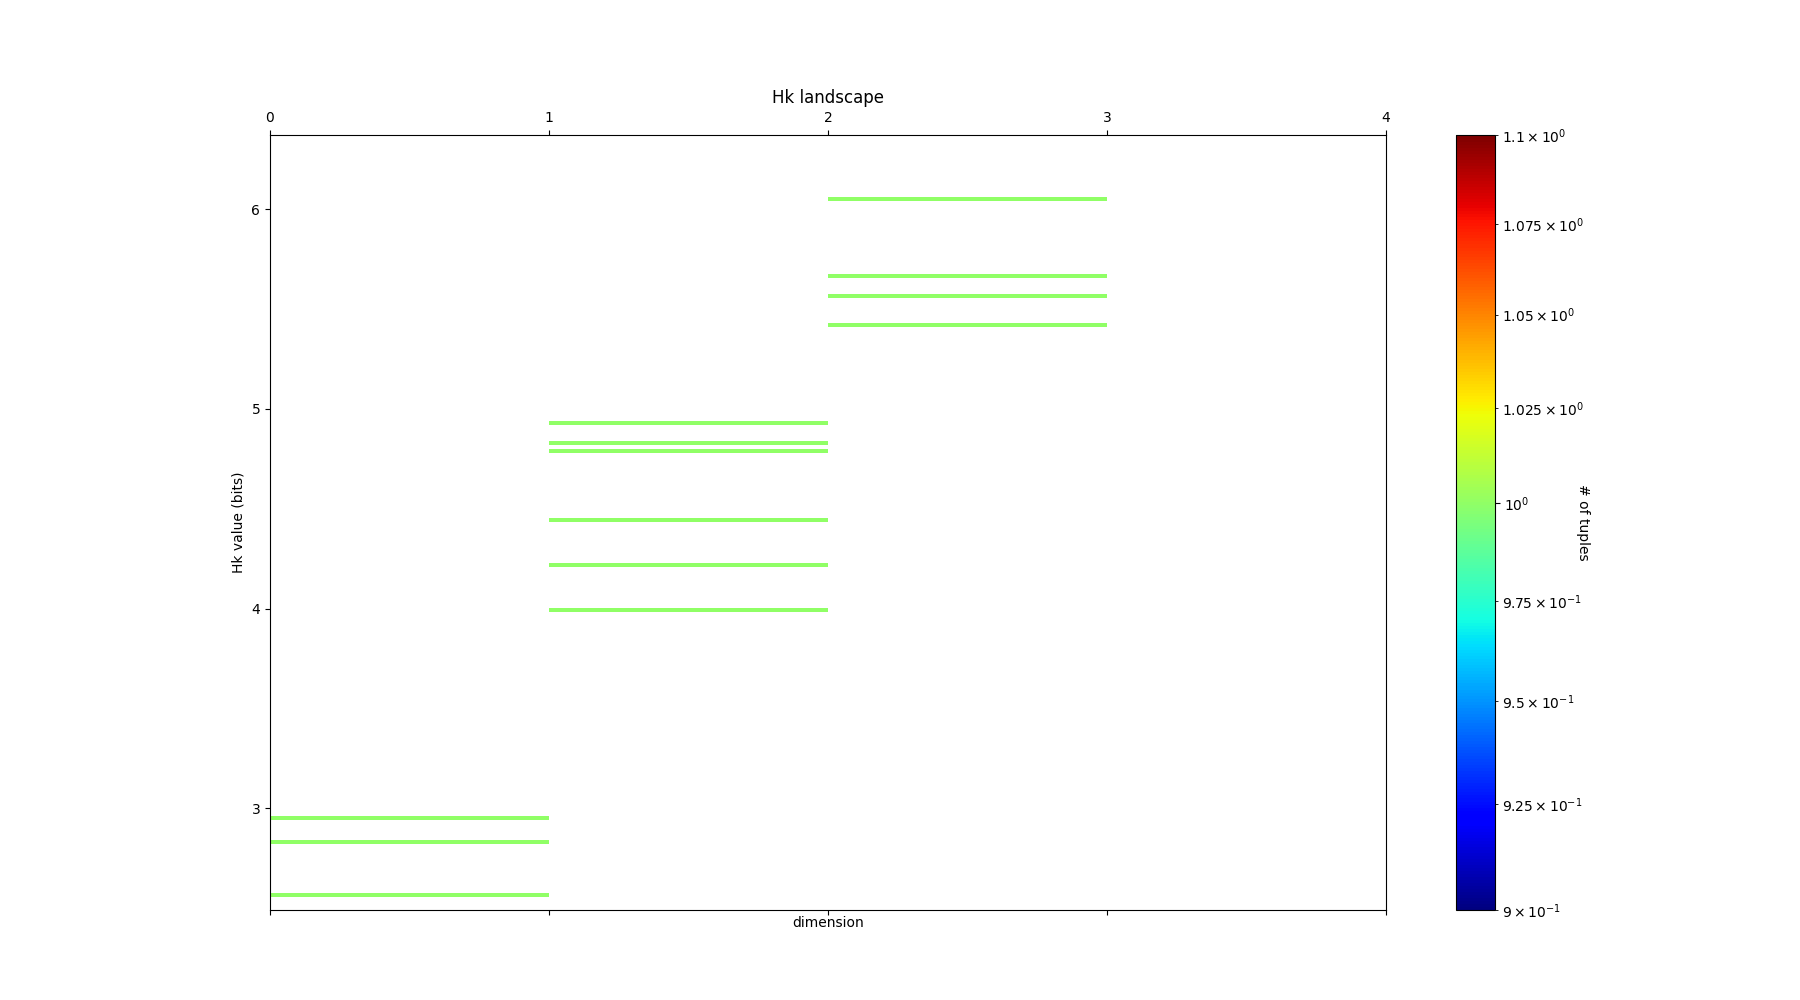 Hk landscape
0 1 2 3 4
6
5
4
3
Hk value (bits)
dimension
1.1 × 10⁰
1.075 × 10⁰
1.05 × 10⁰
1.025 × 10⁰
10⁰
9.75 × 10⁻¹
9.5 × 10⁻¹
9.25 × 10⁻¹
9 × 10⁻¹
# of tuples